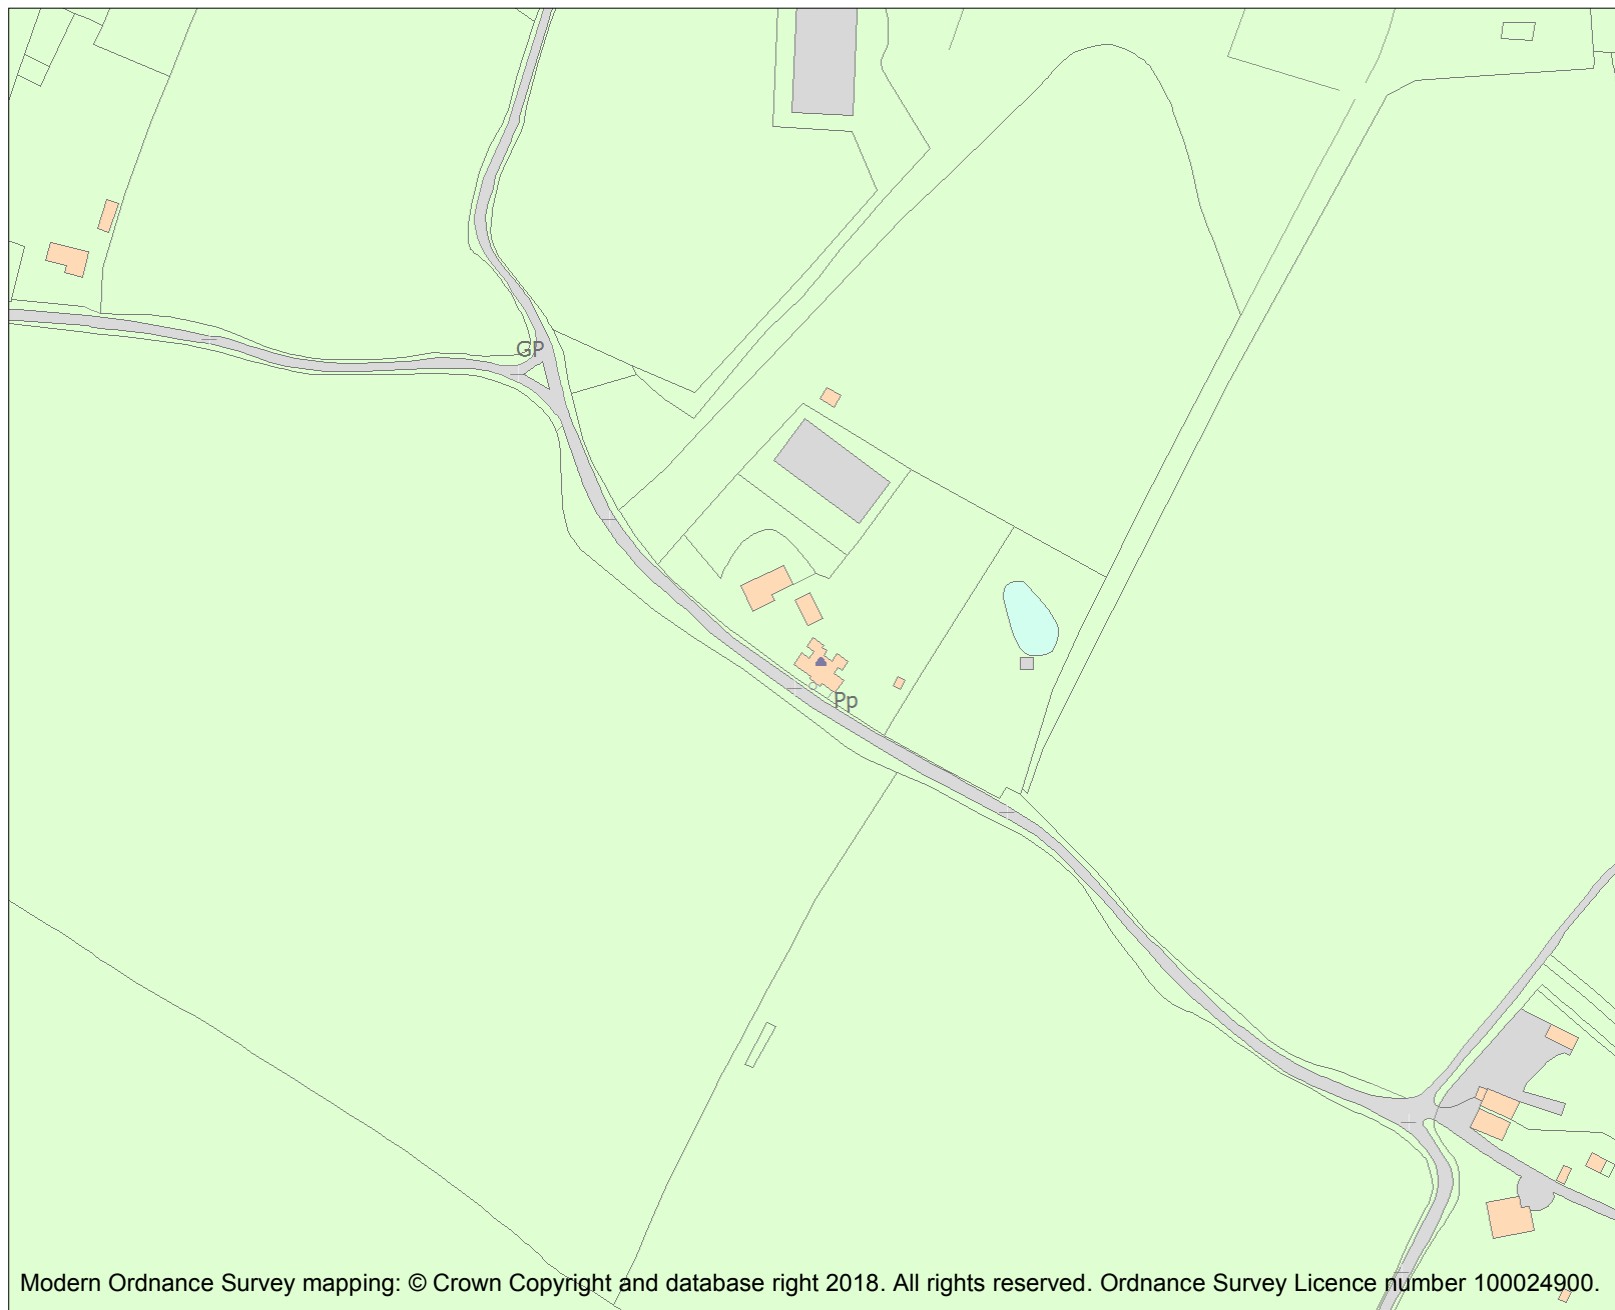 GP
Pp
Modern Ordnance Survey mapping: © Crown Copyright and database right 2018. All rights reserved. Ordnance Survey Licence number 100024900.